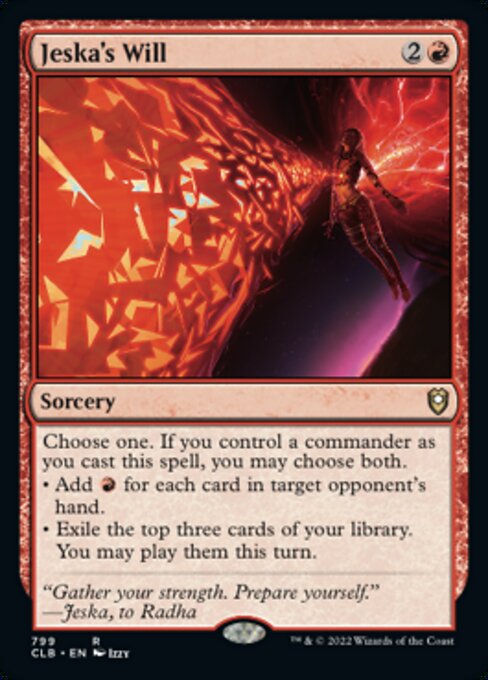 Jeska's Will 2
Sorcery
Choose one. If you control a commander as
you cast this spell, you may choose both.
• Add for each card in target opponent's
hand.
• Exile the top three cards of your library.
You may play them this turn.
"Gather your strength. Prepare yourself."
—Jeska, to Radha
799 R
CLB • EN Izzy
™ & © 2022 Wizards of the Coast